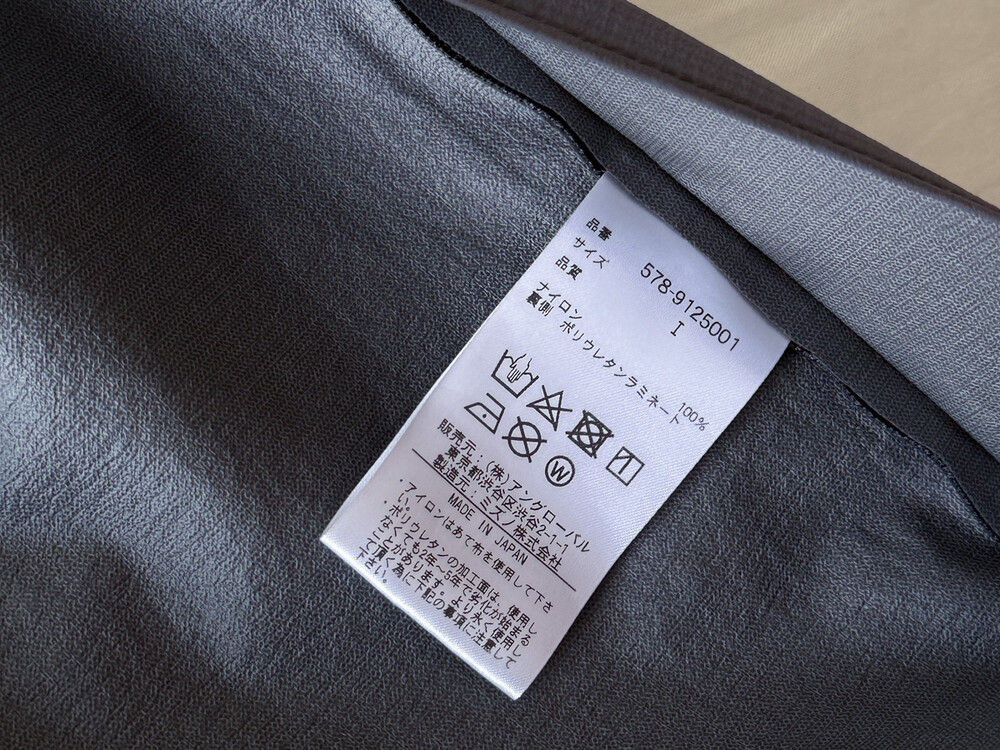 品番 578-9125001
サイズ I
品質
ナイロン 100%
裏側 ポリウレタンラミネート
W
販売元：(株)アングローバル
東京都渋谷区渋谷2-1-1
製造元：ミズノ株式会社
MADE IN JAPAN
・アイロンはあて布を使用して下さ
い。
・ポリウレタンの加工面は、使用し
なくても2年～5年で劣化が始まる
ことがあります。より永く使用し
て頂く為に下記の事項に注意して
下さい。